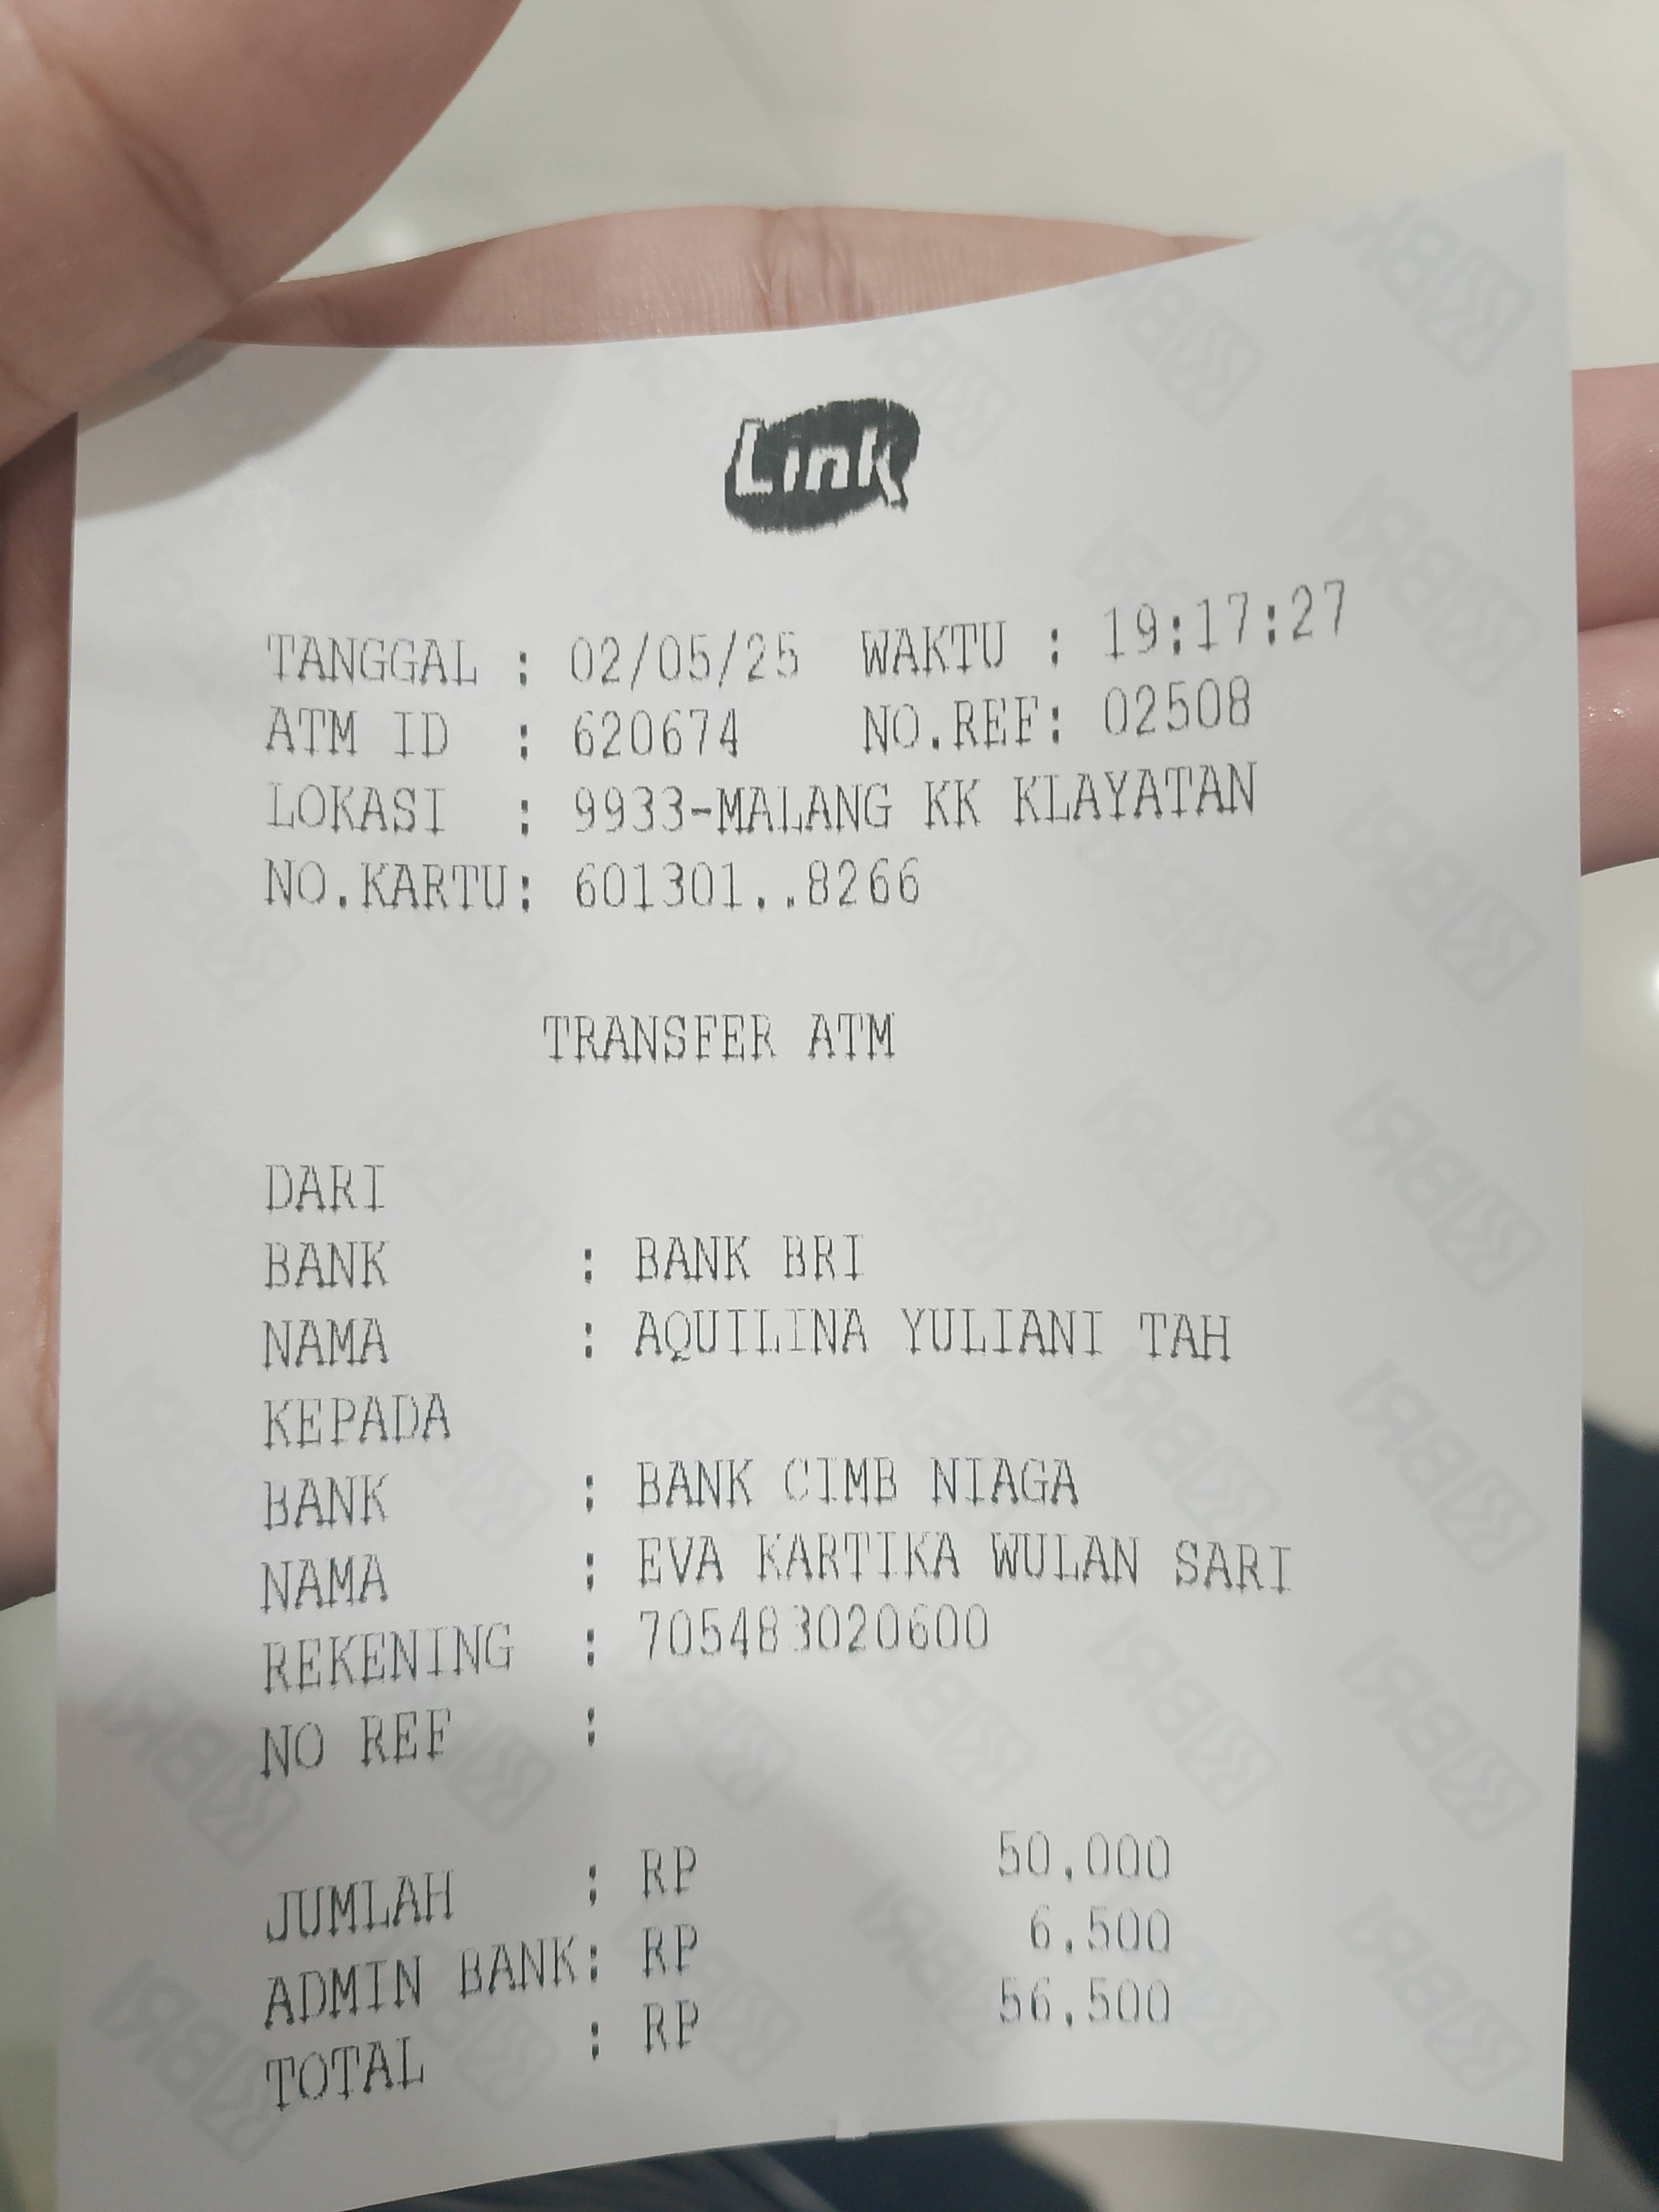 Link
TANGGAL : 02/05/25 WAKTU : 19:17:27
ATM ID : 620674 NO.REF: 02508
LOKASI : 9933-MALANG KK KLAYATAN
NO.KARTU: 601301..8266
TRANSFER ATM
DARI
BANK : BANK BRI
NAMA : AQUILINA YULIANI TAH
KEPADA
BANK : BANK CIMB NIAGA
NAMA : EVA KARTIKA WULAN SARI
REKENING : 705483020600
NO REF :
JUMLAH : RP 50.000
ADMIN BANK: RP 6.500
TOTAL : RP 56.500